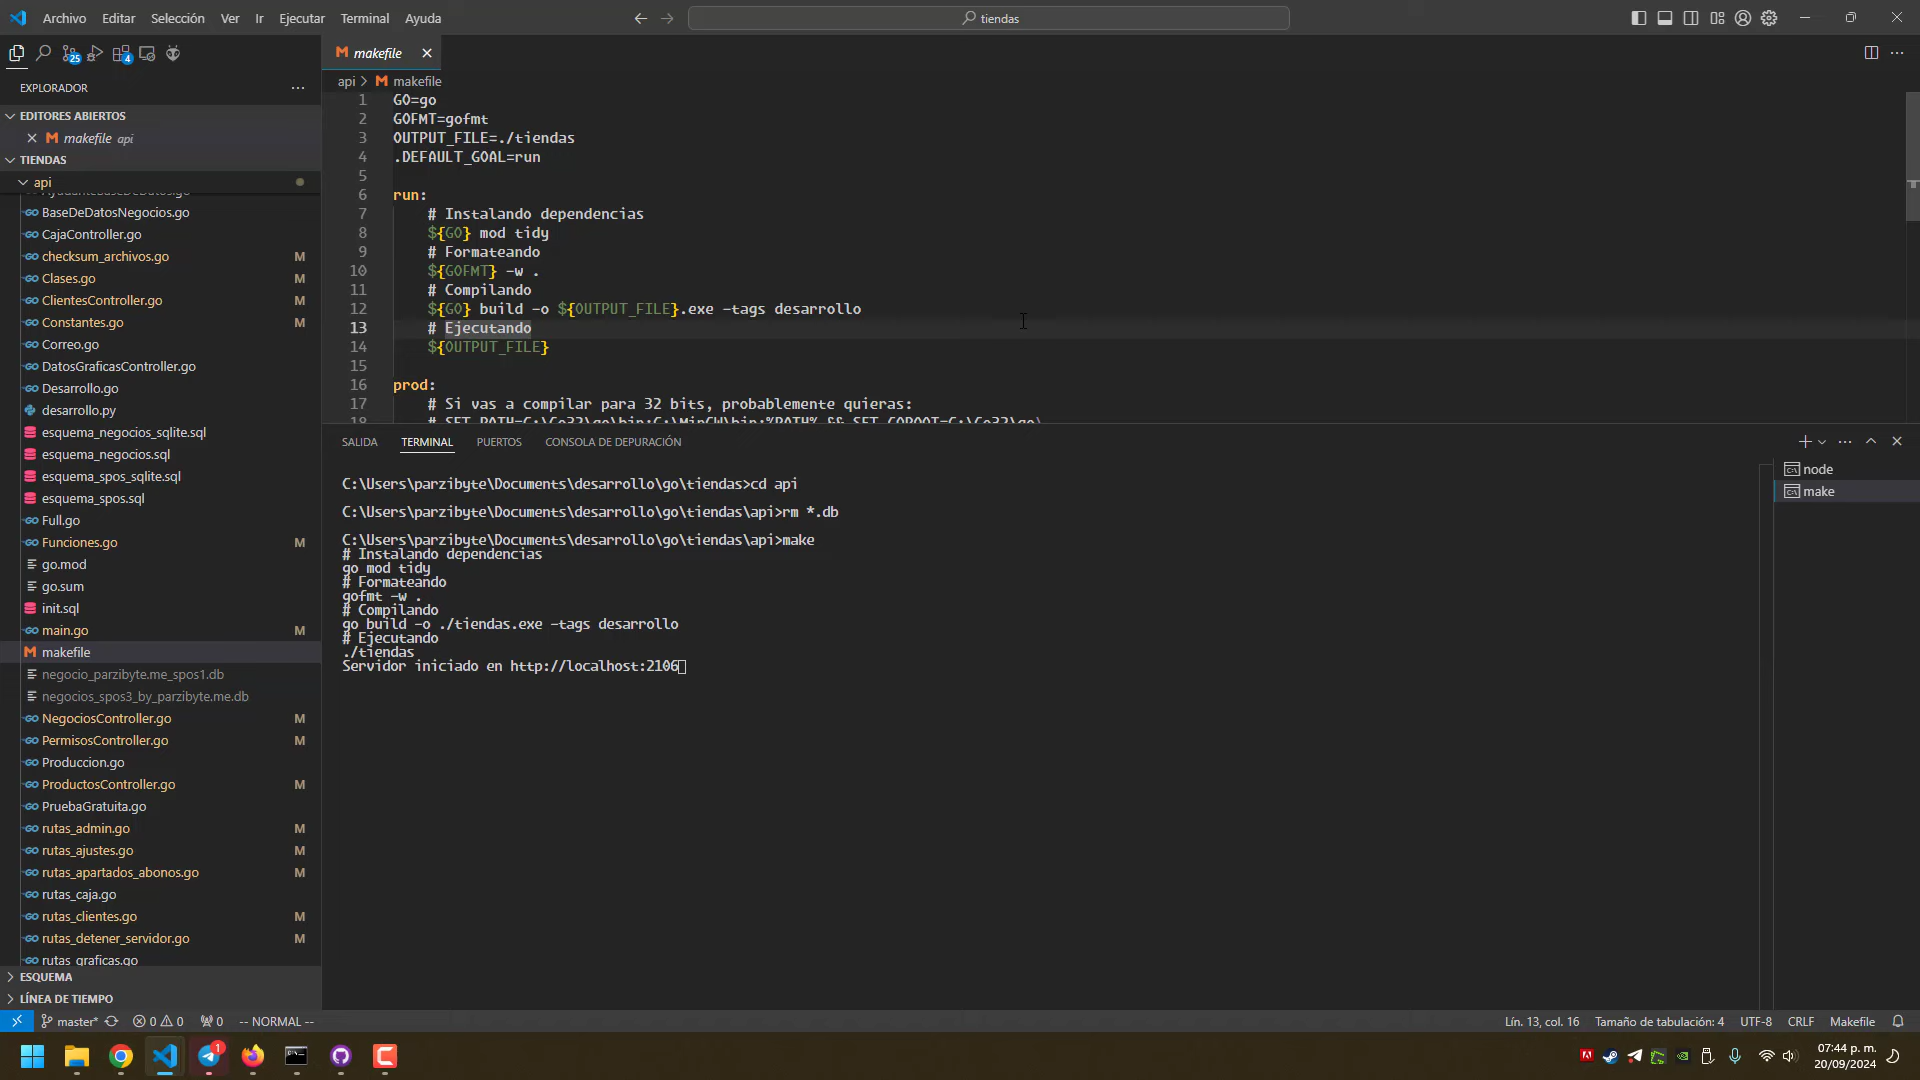 Archivo Editar Selección Ver Ir Ejecutar Terminal Ayuda
tiendas
25
4
EXPLORADOR
EDITORES ABIERTOS
makefile api
TIENDAS
api
BaseDeDatosNegocios.go
CajaController.go
checksum_archivos.go M
Clases.go M
ClientesController.go M
Constantes.go M
Correo.go
DatosGraficasController.go
Desarrollo.go
desarrollo.py
esquema_negocios_sqlite.sql
esquema_negocios.sql
esquema_spos_sqlite.sql
esquema_spos.sql
Full.go
Funciones.go M
go.mod
go.sum
init.sql
main.go M
makefile
negocio_parzibyte.me_spos1.db
negocios_spos3_by_parzibyte.me.db
NegociosController.go M
PermisosController.go M
Produccion.go
ProductosController.go M
PruebaGratuita.go
rutas_admin.go M
rutas_ajustes.go M
rutas_apartados_abonos.go M
rutas_caja.go
rutas_clientes.go M
rutas_detener_servidor.go M
rutas_graficas.go
ESQUEMA
LÍNEA DE TIEMPO
makefile
api > makefile
1 GO=go
2 GOFMT=gofmt
3 OUTPUT_FILE=./tiendas
4 .DEFAULT_GOAL=run
5
6 run:
7 # Instalando dependencias
8 ${GO} mod tidy
9 # Formateando
10 ${GOFMT} -w .
11 # Compilando
12 ${GO} build -o ${OUTPUT_FILE}.exe -tags desarrollo
13 # Ejecutando
14 ${OUTPUT_FILE}
15
16 prod:
17 # Si vas a compilar para 32 bits, probablemente quieras:
18 # SET PATH=C:\Go32\go\bin;C:\MinGW\bin;%PATH% && SET GOROOT=C:\Go32\go\
SALIDA TERMINAL PUERTOS CONSOLA DE DEPURACIÓN
node
make
C:\Users\parzibyte\Documents\desarrollo\go\tiendas>cd api
C:\Users\parzibyte\Documents\desarrollo\go\tiendas\api>rm *.db
C:\Users\parzibyte\Documents\desarrollo\go\tiendas\api>make
# Instalando dependencias
go mod tidy
# Formateando
gofmt -w .
# Compilando
go build -o ./tiendas.exe -tags desarrollo
# Ejecutando
./tiendas
Servidor iniciado en http://localhost:2106
master* 0 0 0 -- NORMAL -- Lín. 13, col. 16 Tamaño de tabulación: 4 UTF-8 CRLF Makefile
1
07:44 p. m.
20/09/2024